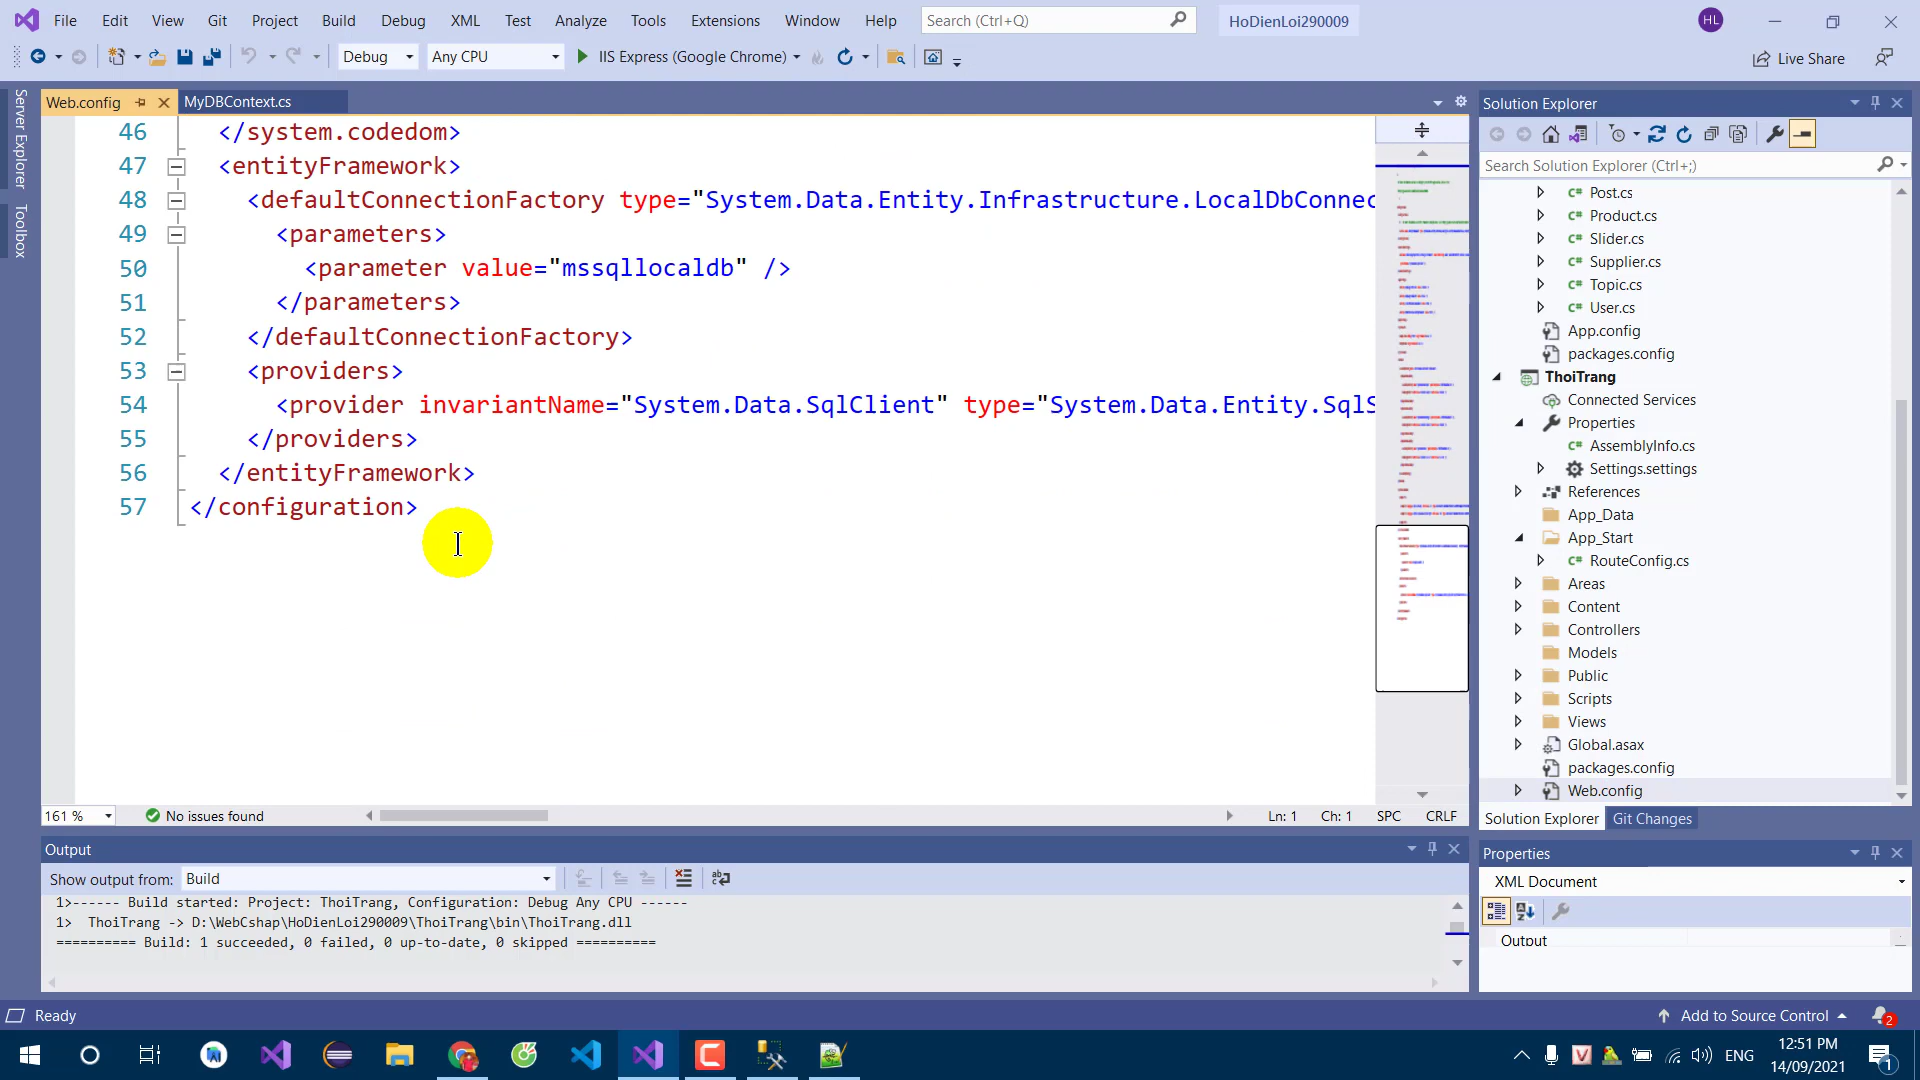 File Edit View Git Project Build Debug Test XML Analyze Tools Extensions Window Help Search (Ctrl+Q) HoDienLoi290009 HL
Debug Any CPU IIS Express (Google Chrome) Live Share
Server Explorer
Toolbox
Web.config MyDBContext.cs
46 </system.codedom>
47 <entityFramework>
48 <defaultConnectionFactory type="System.Data.Entity.Infrastructure.LocalDbConnec
49 <parameters>
50 <parameter value="mssqllocaldb" />
51 </parameters>
52 </defaultConnectionFactory>
53 <providers>
54 <provider invariantName="System.Data.SqlClient" type="System.Data.Entity.SqlS
55 </providers>
56 </entityFramework>
57 </configuration>
161 % No issues found Ln: 1 Ch: 1 SPC CRLF
Output
Show output from: Build
1>------ Build started: Project: ThoiTrang, Configuration: Debug Any CPU ------
1> ThoiTrang -> D:\WebCshap\HoDienLoi290009\ThoiTrang\bin\ThoiTrang.dll
========== Build: 1 succeeded, 0 failed, 0 up-to-date, 0 skipped ==========
Solution Explorer
Search Solution Explorer (Ctrl+;)
Post.cs
Product.cs
Slider.cs
Supplier.cs
Topic.cs
User.cs
App.config
packages.config
ThoiTrang
Connected Services
Properties
AssemblyInfo.cs
Settings.settings
References
App_Data
App_Start
RouteConfig.cs
Areas
Content
Controllers
Models
Public
Scripts
Views
Global.asax
packages.config
Web.config
Solution Explorer Git Changes
Properties
XML Document
Output
Ready Add to Source Control 2
ENG 12:51 PM
14/09/2021 1